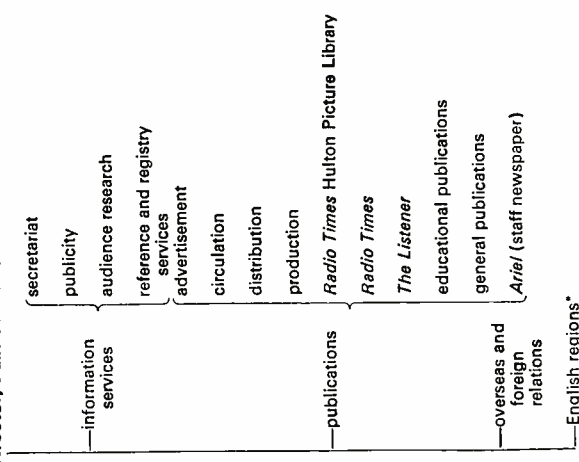 secretariat
publicity
audience research
reference and registry
services
advertisement
circulation
distribution
production
Radio Times Hulton Picture Library
Radio Times
The Listener
educational publications
general publications
Ariel (staff newspaper)
information
services
publications
overseas and
foreign
relations
English regions*